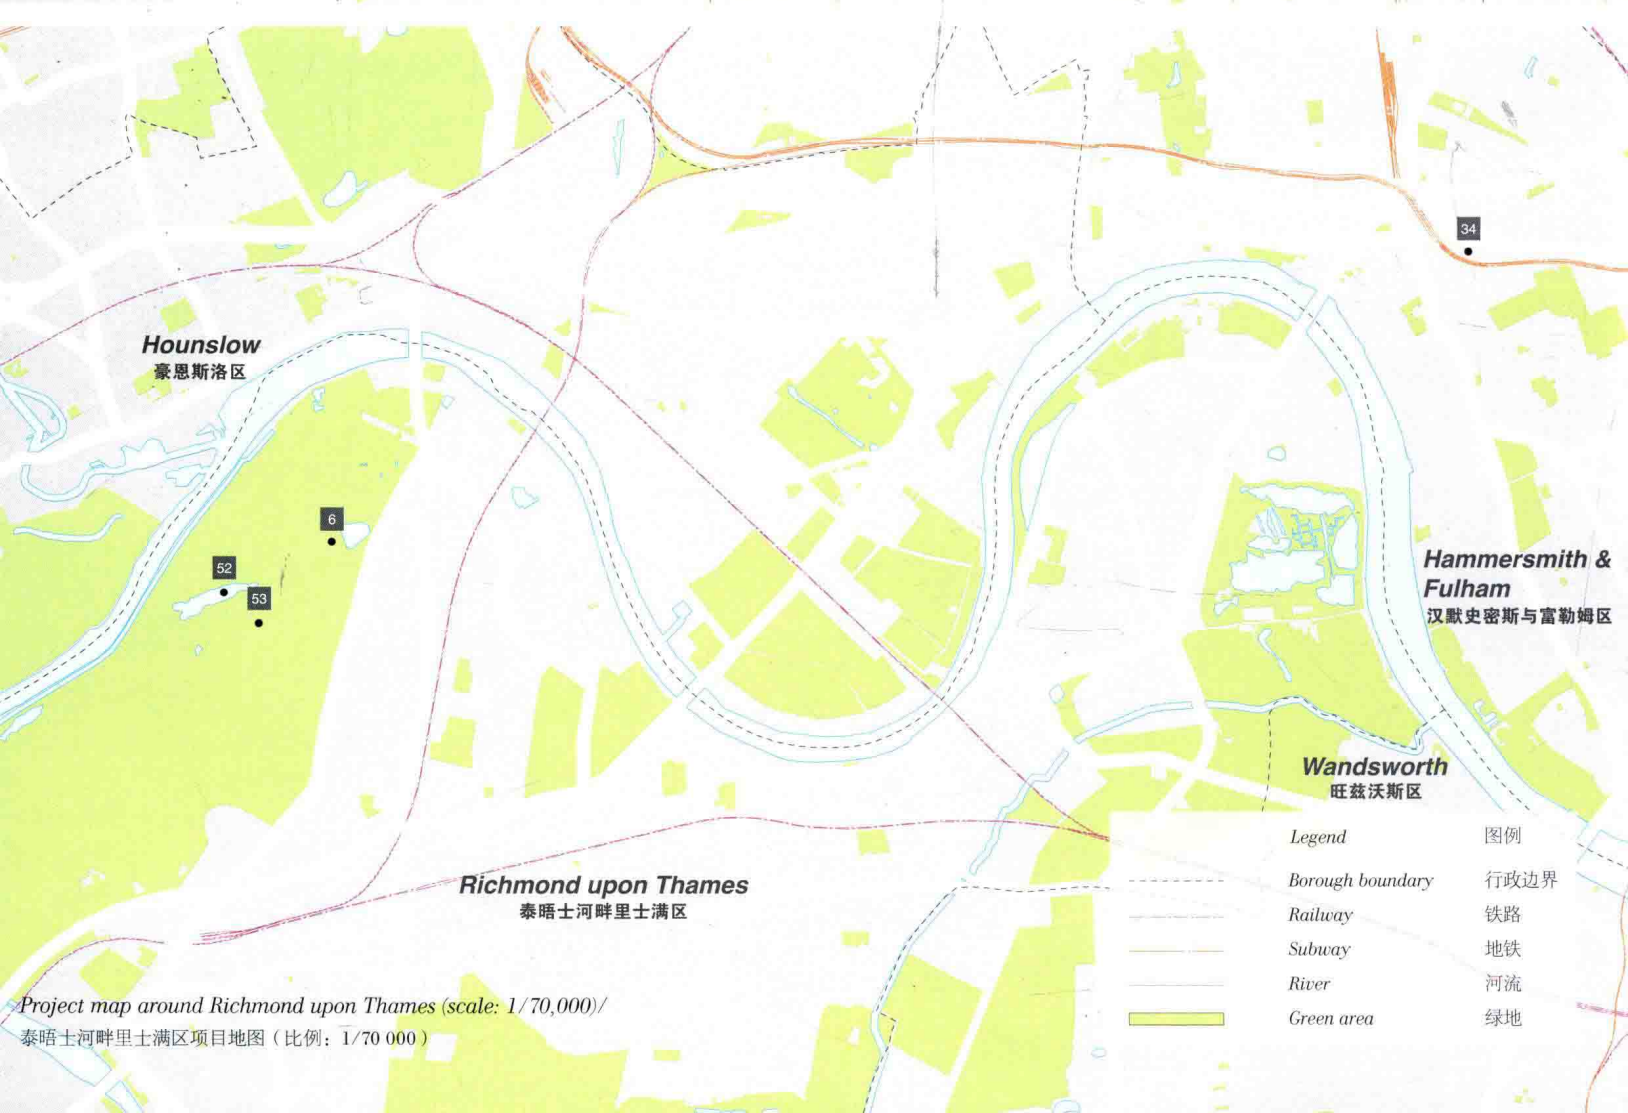 34
Hounslow
豪恩斯洛区
6
52
53
Hammersmith &
Fulham
汉默史密斯与富勒姆区
Wandsworth
旺兹沃斯区
Legend 图例
Borough boundary 行政边界
Railway 铁路
Subway 地铁
River 河流
Green area 绿地
Richmond upon Thames
泰晤士河畔里士满区
Project map around Richmond upon Thames (scale: 1/70,000)/
泰晤士河畔里士满区项目地图（比例：1/70 000）